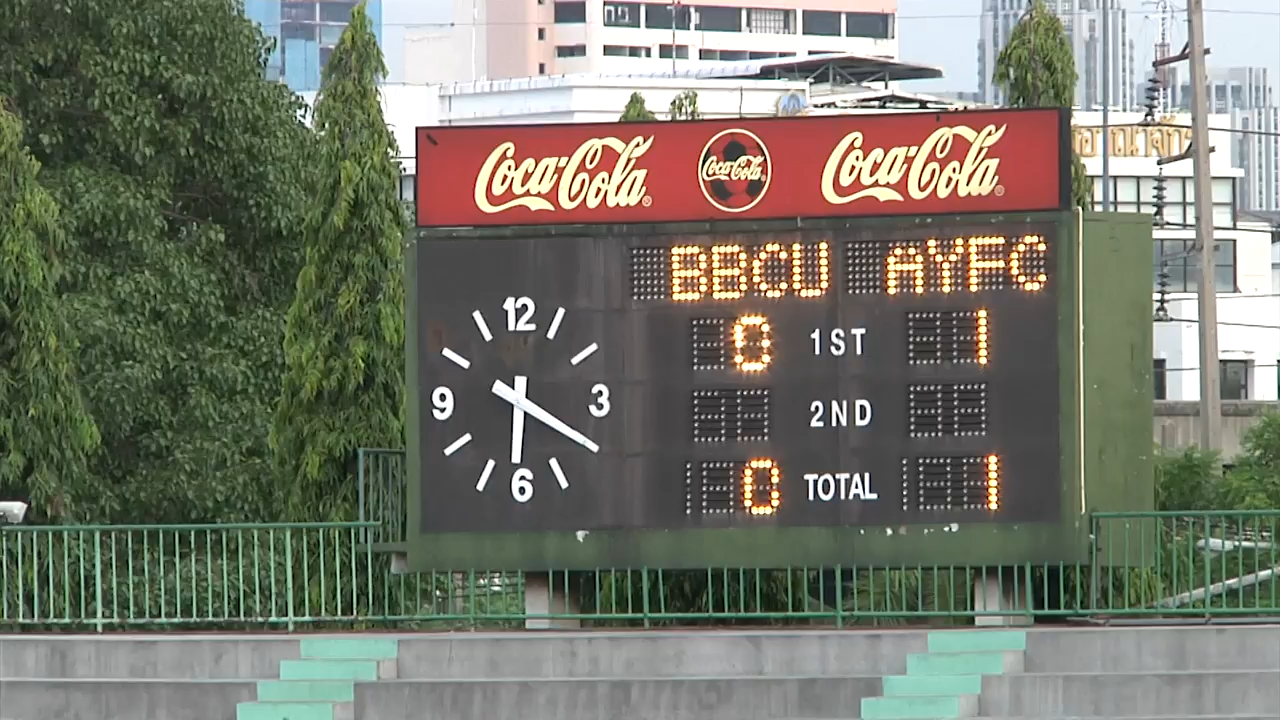 Coca-Cola Coca-Cola Coca-Cola
BBCU AYFC
0 1ST 1
2ND
0 TOTAL 1
12
9 3
6